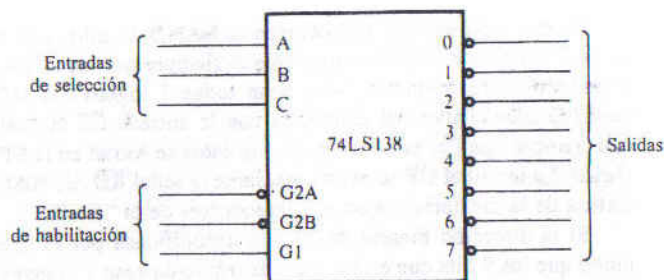 Entradas
de selección
A
B
C
74LS138
0
1
2
3
4
5
6
7
Salidas
Entradas
de habilitación
G2A
G2B
G1